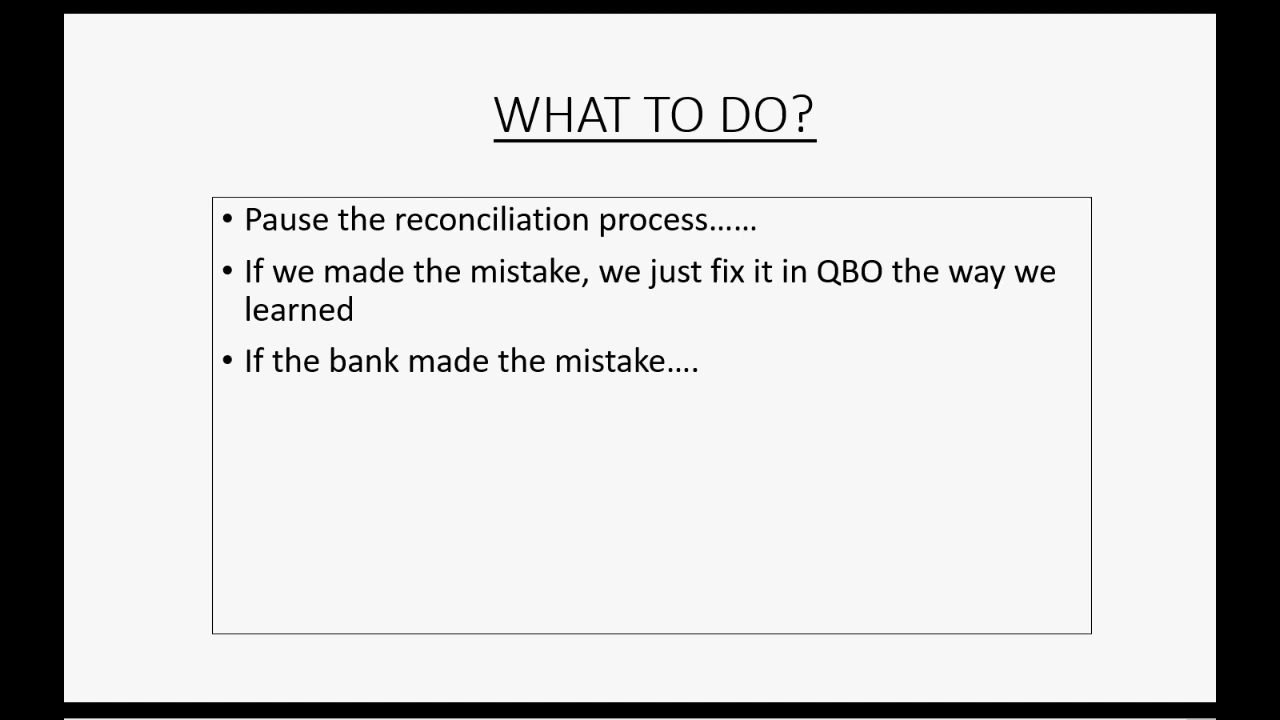 WHAT TO DO?
• Pause the reconciliation process......
• If we made the mistake, we just fix it in QBO the way we
learned
• If the bank made the mistake....